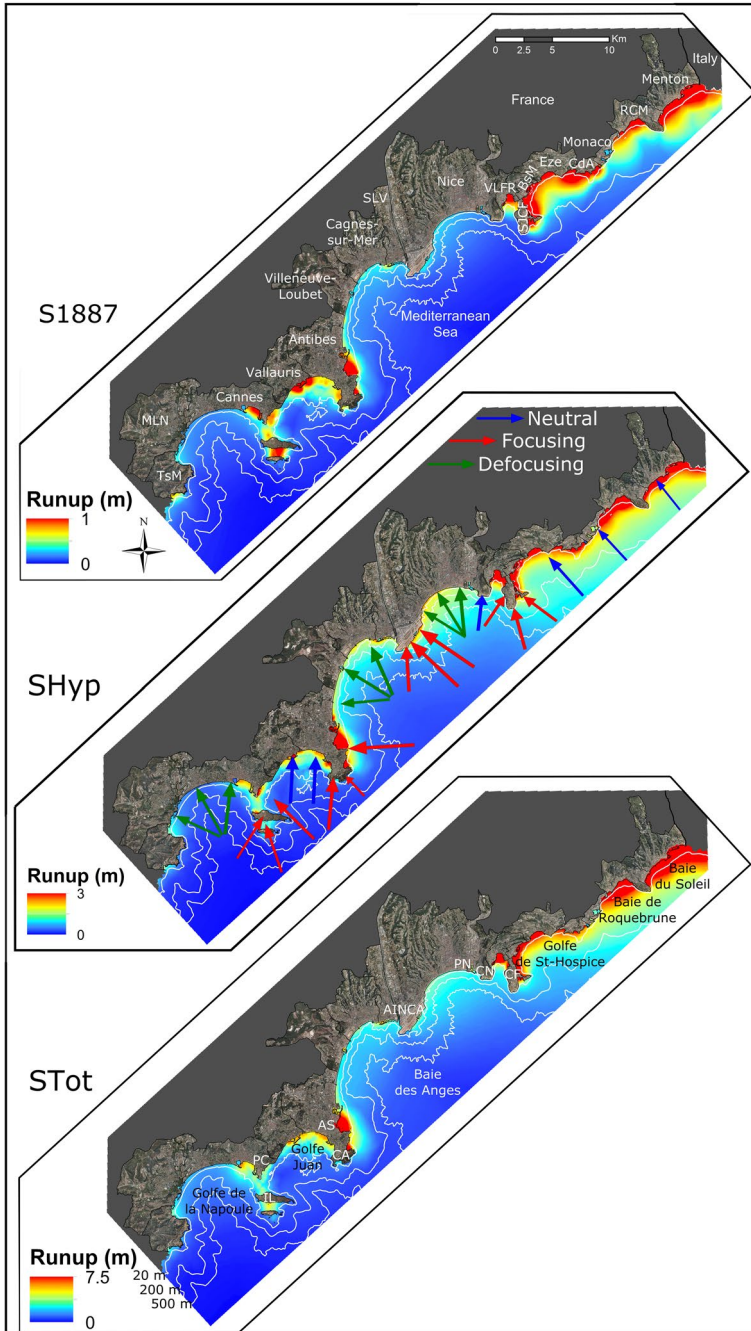 0 2.5 5 10
Km
Italy
Menton
France
RGM
Monaco
CdA
Eze
BsM
VLFR
SJCF
Nice
SLV
Cagnes-
sur-Mer
Villeneuve-
Loubet
Mediterranean
Sea
S1887
Antibes
Vallauris
Cannes
MLN
TsM
Runup (m)
1
0
N
Neutral
Focusing
Defocusing
SHyp
Runup (m)
3
0
Baie
du Soleil
Baie de
Roquebrune
Golfe
de St-Hospice
PN
CN
CF
AINCA
Baie
des Anges
STot
AS
CA
Golfe
Juan
PC
IL
Golfe de
la Napoule
Runup (m)
7.5
0
20 m
200 m
500 m